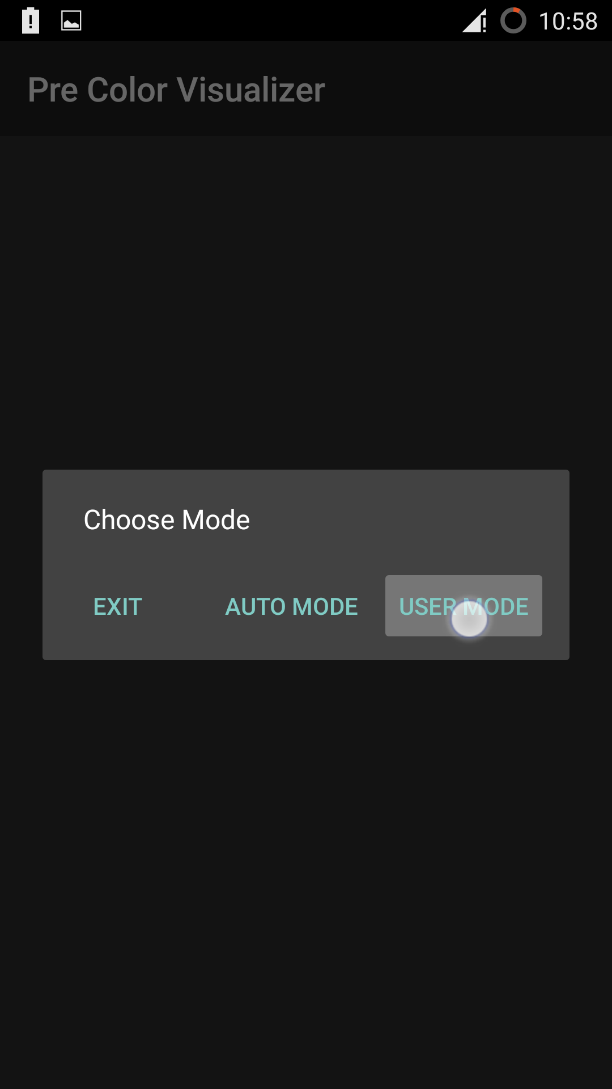 10:58
Pre Color Visualizer
Choose Mode
EXIT AUTO MODE USER MODE